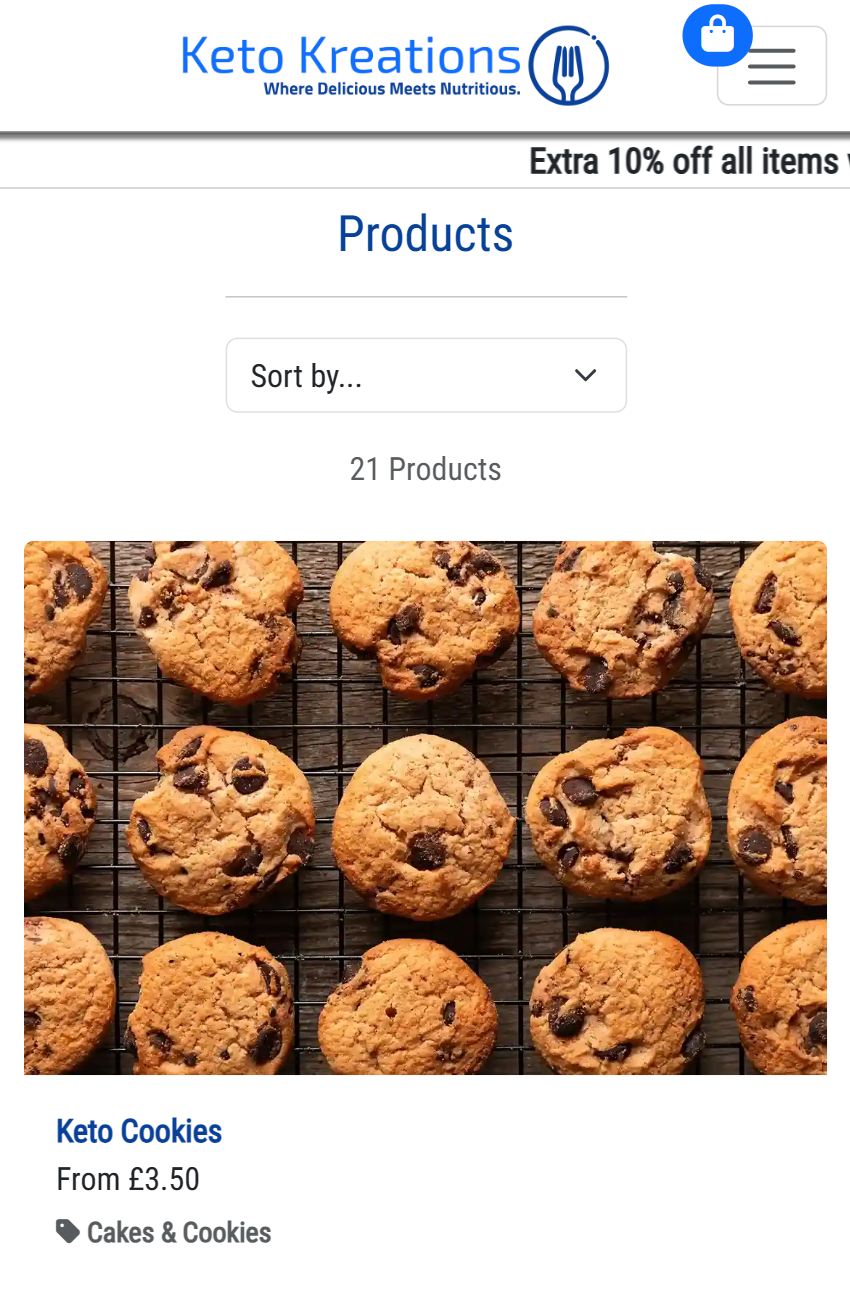 Keto Kreations
Where Delicious Meets Nutritious.
Extra 10% off all items
Products
Sort by...
21 Products
Keto Cookies
From £3.50
Cakes & Cookies